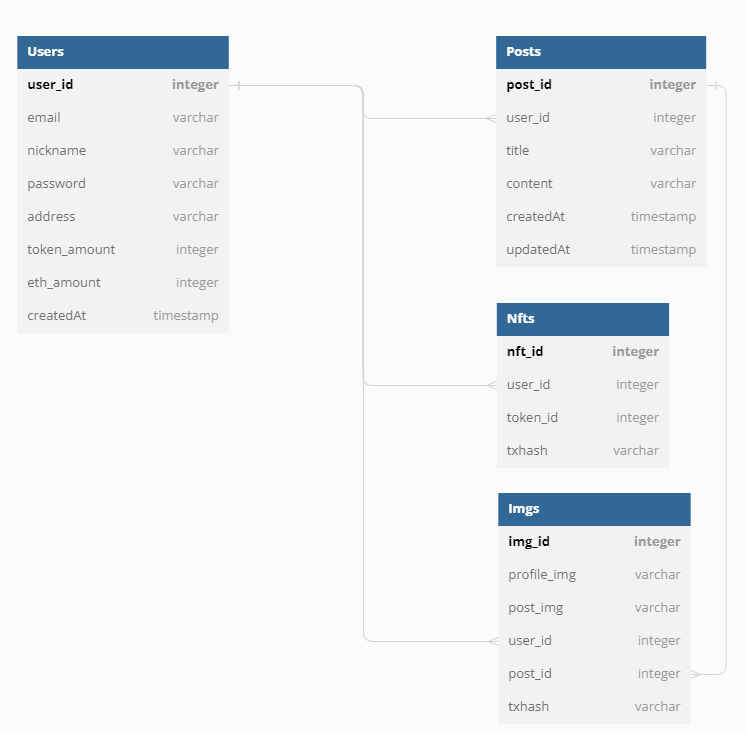 Users
user_id integer
email varchar
nickname varchar
password varchar
address varchar
token_amount integer
eth_amount integer
createdAt timestamp
Posts
post_id integer
user_id integer
title varchar
content varchar
createdAt timestamp
updatedAt timestamp
Nfts
nft_id integer
user_id integer
token_id integer
txhash varchar
Imgs
img_id integer
profile_img varchar
post_img varchar
user_id integer
post_id integer
txhash varchar